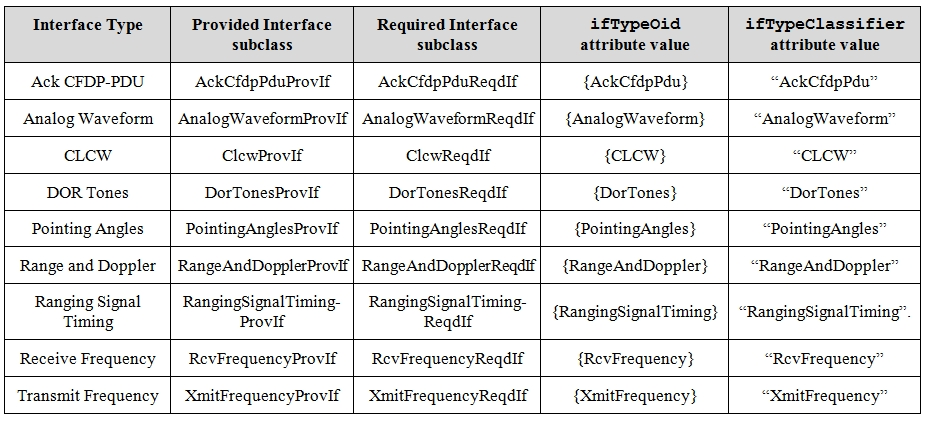 Interface Type Provided Interface subclass Required Interface subclass ifTypeOid attribute value ifTypeClassifier attribute value
Ack CFDP-PDU AckCfdpPduProvIf AckCfdpPduReqdIf {AckCfdpPdu} “AckCfdpPdu”
Analog Waveform AnalogWaveformProvIf AnalogWaveformReqdIf {AnalogWaveform} “AnalogWaveform”
CLCW ClcwProvIf ClcwReqdIf {CLCW} “CLCW”
DOR Tones DorTonesProvIf DorTonesReqdIf {DorTones} “DorTones”
Pointing Angles PointingAnglesProvIf PointingAnglesReqdIf {PointingAngles} “PointingAngles”
Range and Doppler RangeAndDopplerProvIf RangeAndDopplerReqdIf {RangeAndDoppler} “RangeAndDoppler”
Ranging Signal Timing RangingSignalTiming-ProvIf RangingSignalTiming-ReqdIf {RangingSignalTiming} “RangingSignalTiming”.
Receive Frequency RcvFrequencyProvIf RcvFrequencyReqdIf {RcvFrequency} “RcvFrequency”
Transmit Frequency XmitFrequencyProvIf XmitFrequencyReqdIf {XmitFrequency} “XmitFrequency”